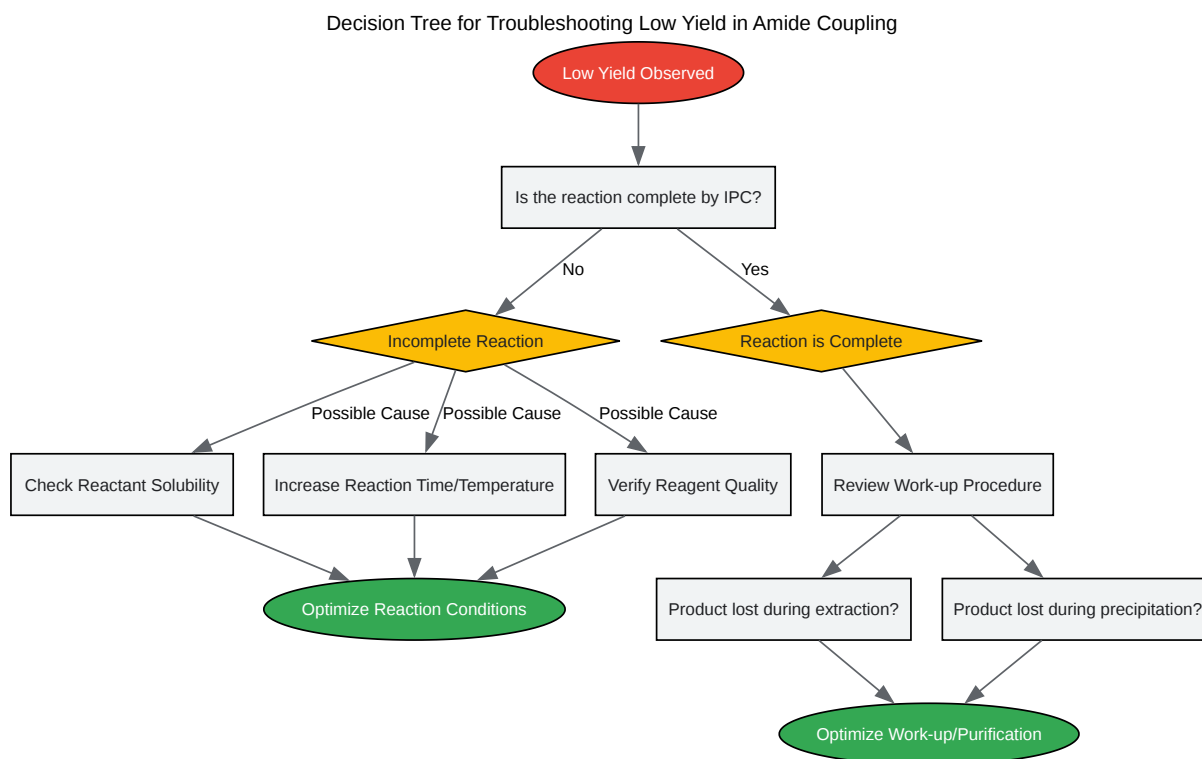 Decision Tree for Troubleshooting Low Yield in Amide Coupling
Low Yield Observed
Is the reaction complete by IPC?
No
Yes
Incomplete Reaction
Reaction is Complete
Possible Cause
Possible Cause
Possible Cause
Check Reactant Solubility
Increase Reaction Time/Temperature
Verify Reagent Quality
Review Work-up Procedure
Optimize Reaction Conditions
Product lost during extraction?
Product lost during precipitation?
Optimize Work-up/Purification